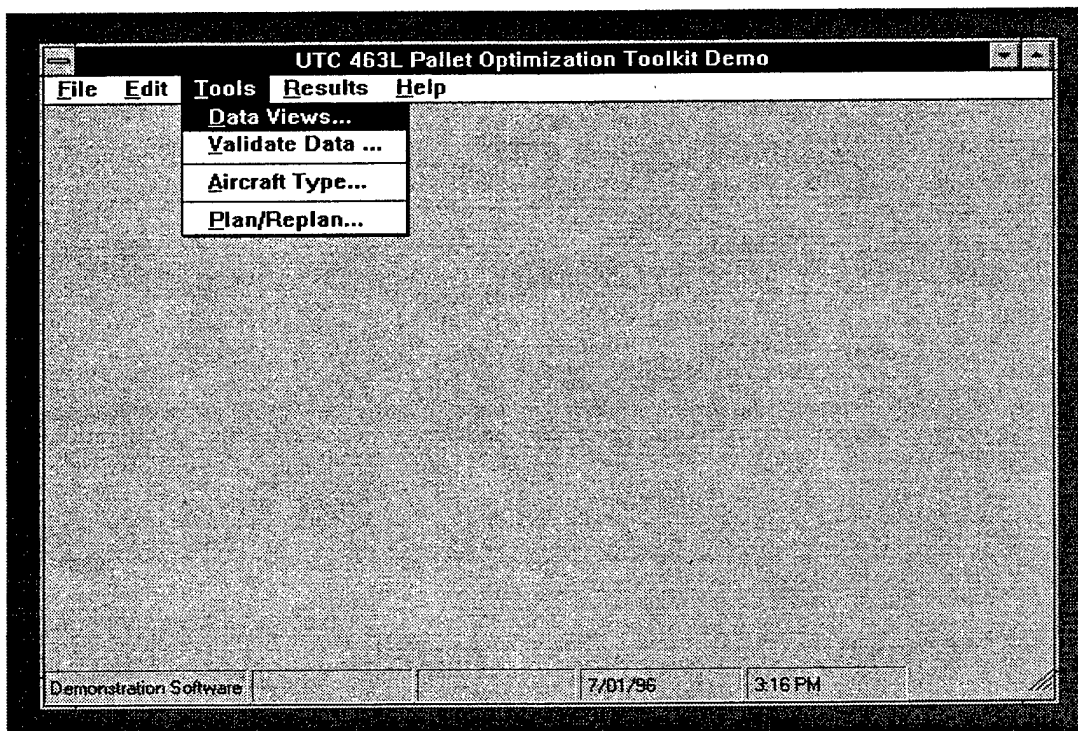 UTC 463L Pallet Optimization Toolkit Demo
File Edit Tools Results Help
Data Views...
Validate Data ...
Aircraft Type...
Plan/Replan...
Demonstration Software 7/01/96 3:16 PM